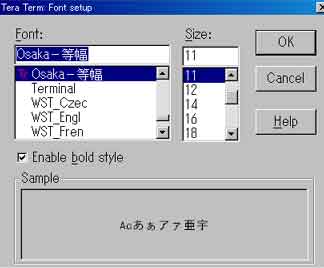 Tera Term: Font setup
Font:
Osaka－等幅
Osaka－等幅
Terminal
WST_Czec
WST_Engl
WST_Fren
Size:
11
11
12
14
16
18
OK
Cancel
Help
Enable bold style
Sample
Aaあぁアァ亜宇